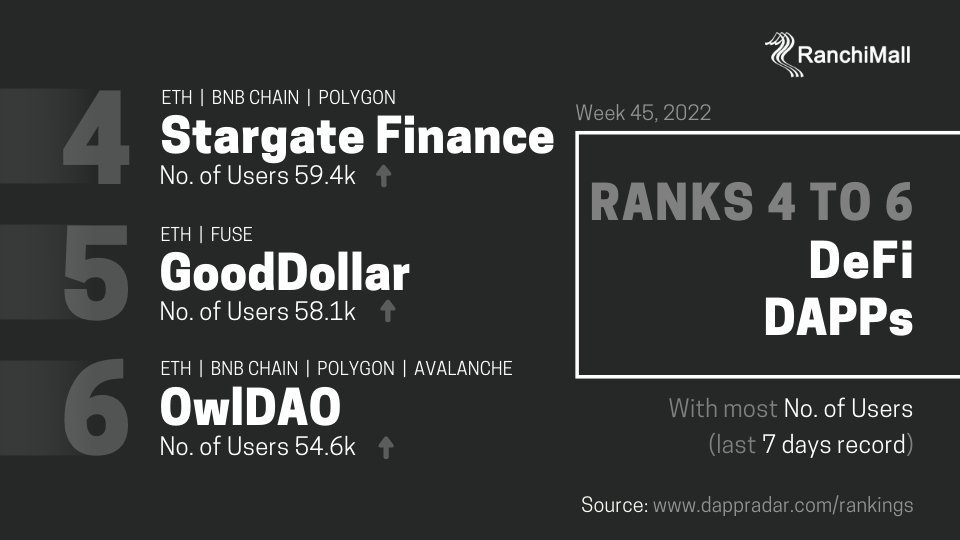 RanchiMall
4
ETH | BNB CHAIN | POLYGON
Stargate Finance
No. of Users 59.4k
5
ETH | FUSE
GoodDollar
No. of Users 58.1k
6
ETH | BNB CHAIN | POLYGON | AVALANCHE
OwlDAO
No. of Users 54.6k
Week 45, 2022
RANKS 4 TO 6
DeFi
DAPPs
With most No. of Users
(last 7 days record)
Source: www.dappradar.com/rankings